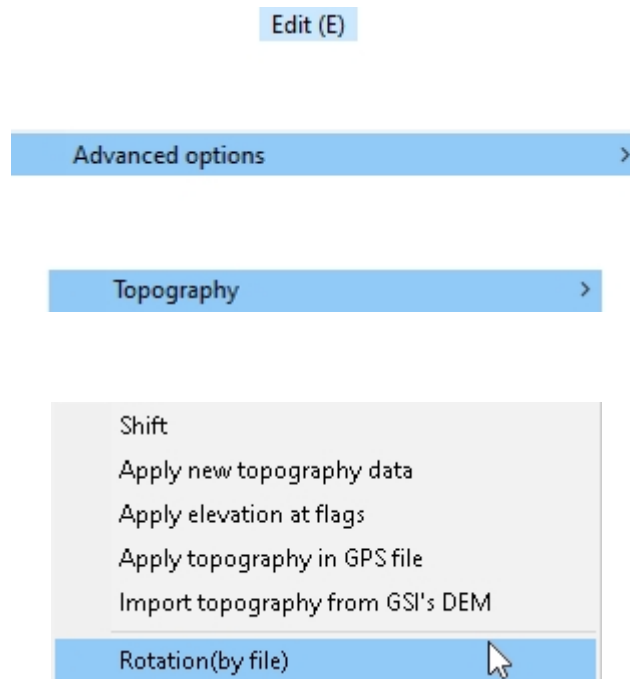 Edit (E)
Advanced options
Topography
Shift
Apply new topography data
Apply elevation at flags
Apply topography in GPS file
Import topography from GSI's DEM
Rotation(by file)